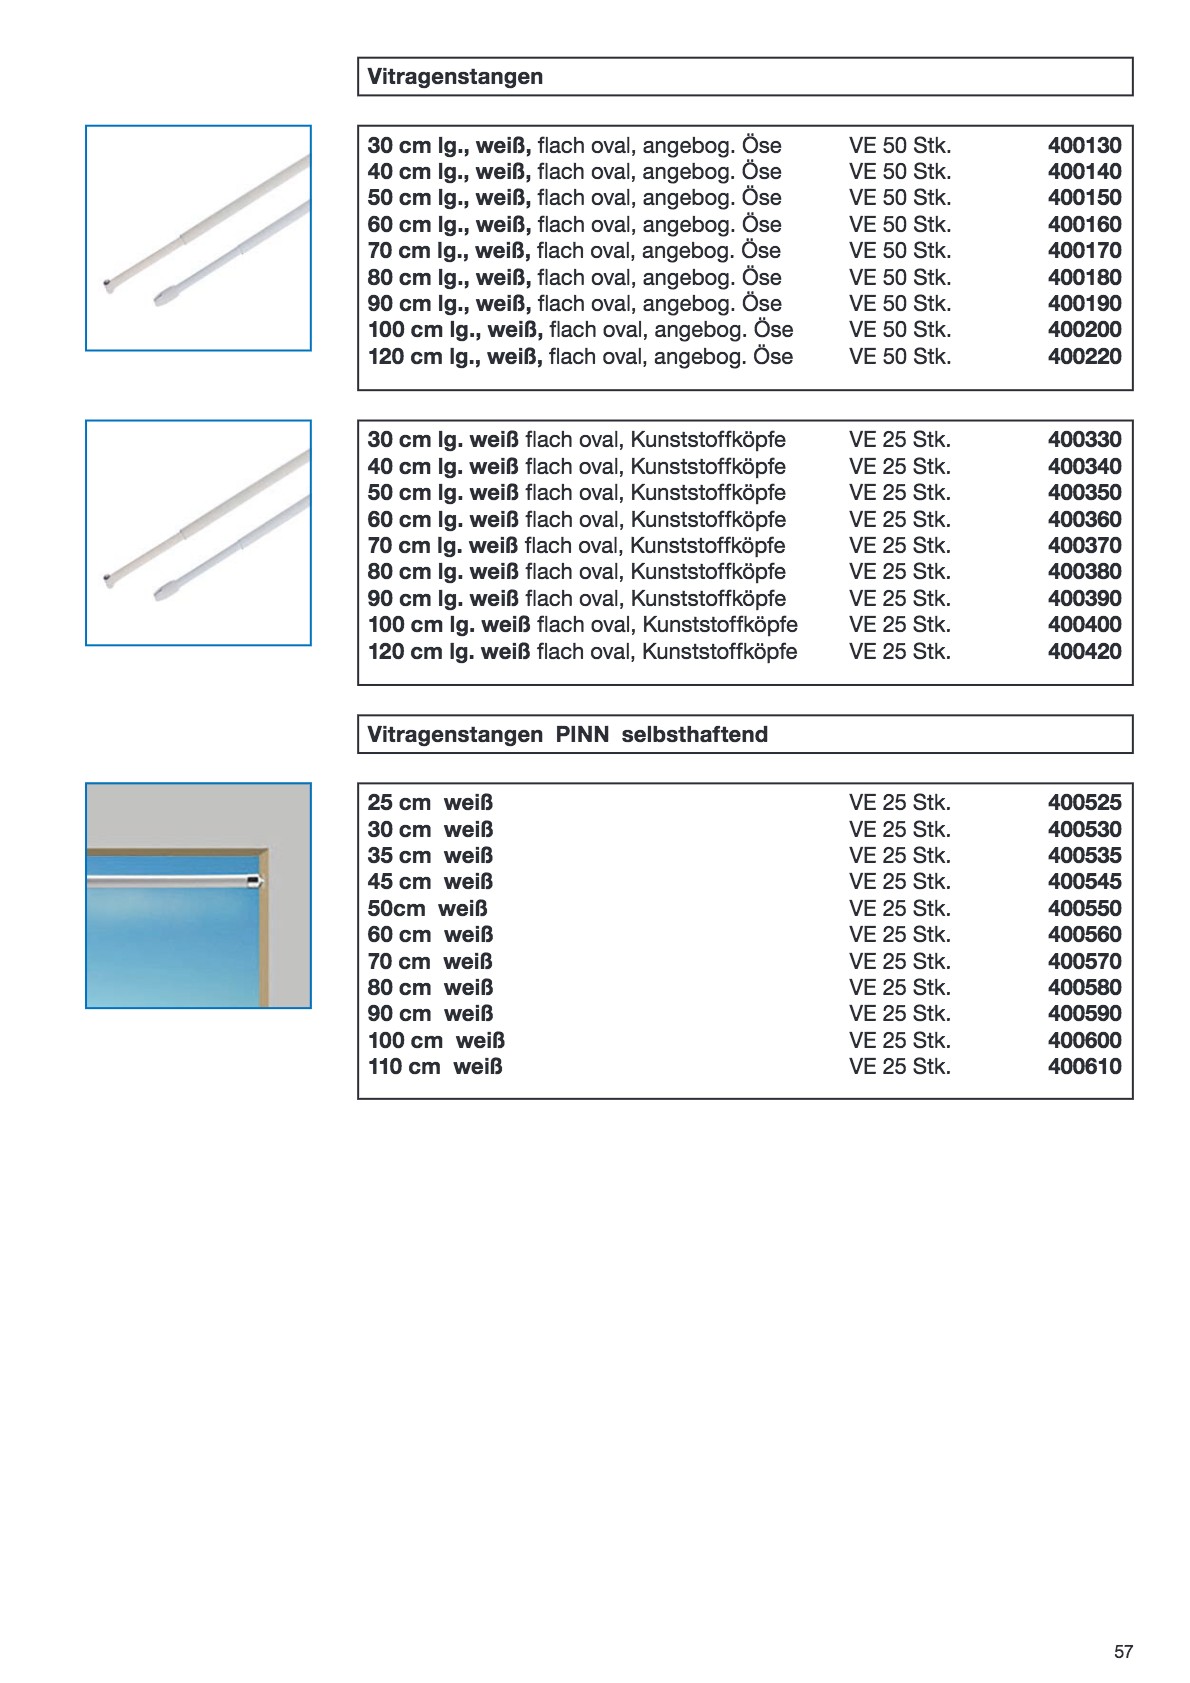 Vitragenstangen
30 cm lg., weiß, flach oval, angebog. Öse VE 50 Stk. 400130
40 cm lg., weiß, flach oval, angebog. Öse VE 50 Stk. 400140
50 cm lg., weiß, flach oval, angebog. Öse VE 50 Stk. 400150
60 cm lg., weiß, flach oval, angebog. Öse VE 50 Stk. 400160
70 cm lg., weiß, flach oval, angebog. Öse VE 50 Stk. 400170
80 cm lg., weiß, flach oval, angebog. Öse VE 50 Stk. 400180
90 cm lg., weiß, flach oval, angebog. Öse VE 50 Stk. 400190
100 cm lg., weiß, flach oval, angebog. Öse VE 50 Stk. 400200
120 cm lg., weiß, flach oval, angebog. Öse VE 50 Stk. 400220
30 cm lg. weiß flach oval, Kunststoffköpfe VE 25 Stk. 400330
40 cm lg. weiß flach oval, Kunststoffköpfe VE 25 Stk. 400340
50 cm lg. weiß flach oval, Kunststoffköpfe VE 25 Stk. 400350
60 cm lg. weiß flach oval, Kunststoffköpfe VE 25 Stk. 400360
70 cm lg. weiß flach oval, Kunststoffköpfe VE 25 Stk. 400370
80 cm lg. weiß flach oval, Kunststoffköpfe VE 25 Stk. 400380
90 cm lg. weiß flach oval, Kunststoffköpfe VE 25 Stk. 400390
100 cm lg. weiß flach oval, Kunststoffköpfe VE 25 Stk. 400400
120 cm lg. weiß flach oval, Kunststoffköpfe VE 25 Stk. 400420
Vitragenstangen PINN selbsthaftend
25 cm weiß VE 25 Stk. 400525
30 cm weiß VE 25 Stk. 400530
35 cm weiß VE 25 Stk. 400535
45 cm weiß VE 25 Stk. 400545
50cm weiß VE 25 Stk. 400550
60 cm weiß VE 25 Stk. 400560
70 cm weiß VE 25 Stk. 400570
80 cm weiß VE 25 Stk. 400580
90 cm weiß VE 25 Stk. 400590
100 cm weiß VE 25 Stk. 400600
110 cm weiß VE 25 Stk. 400610
57